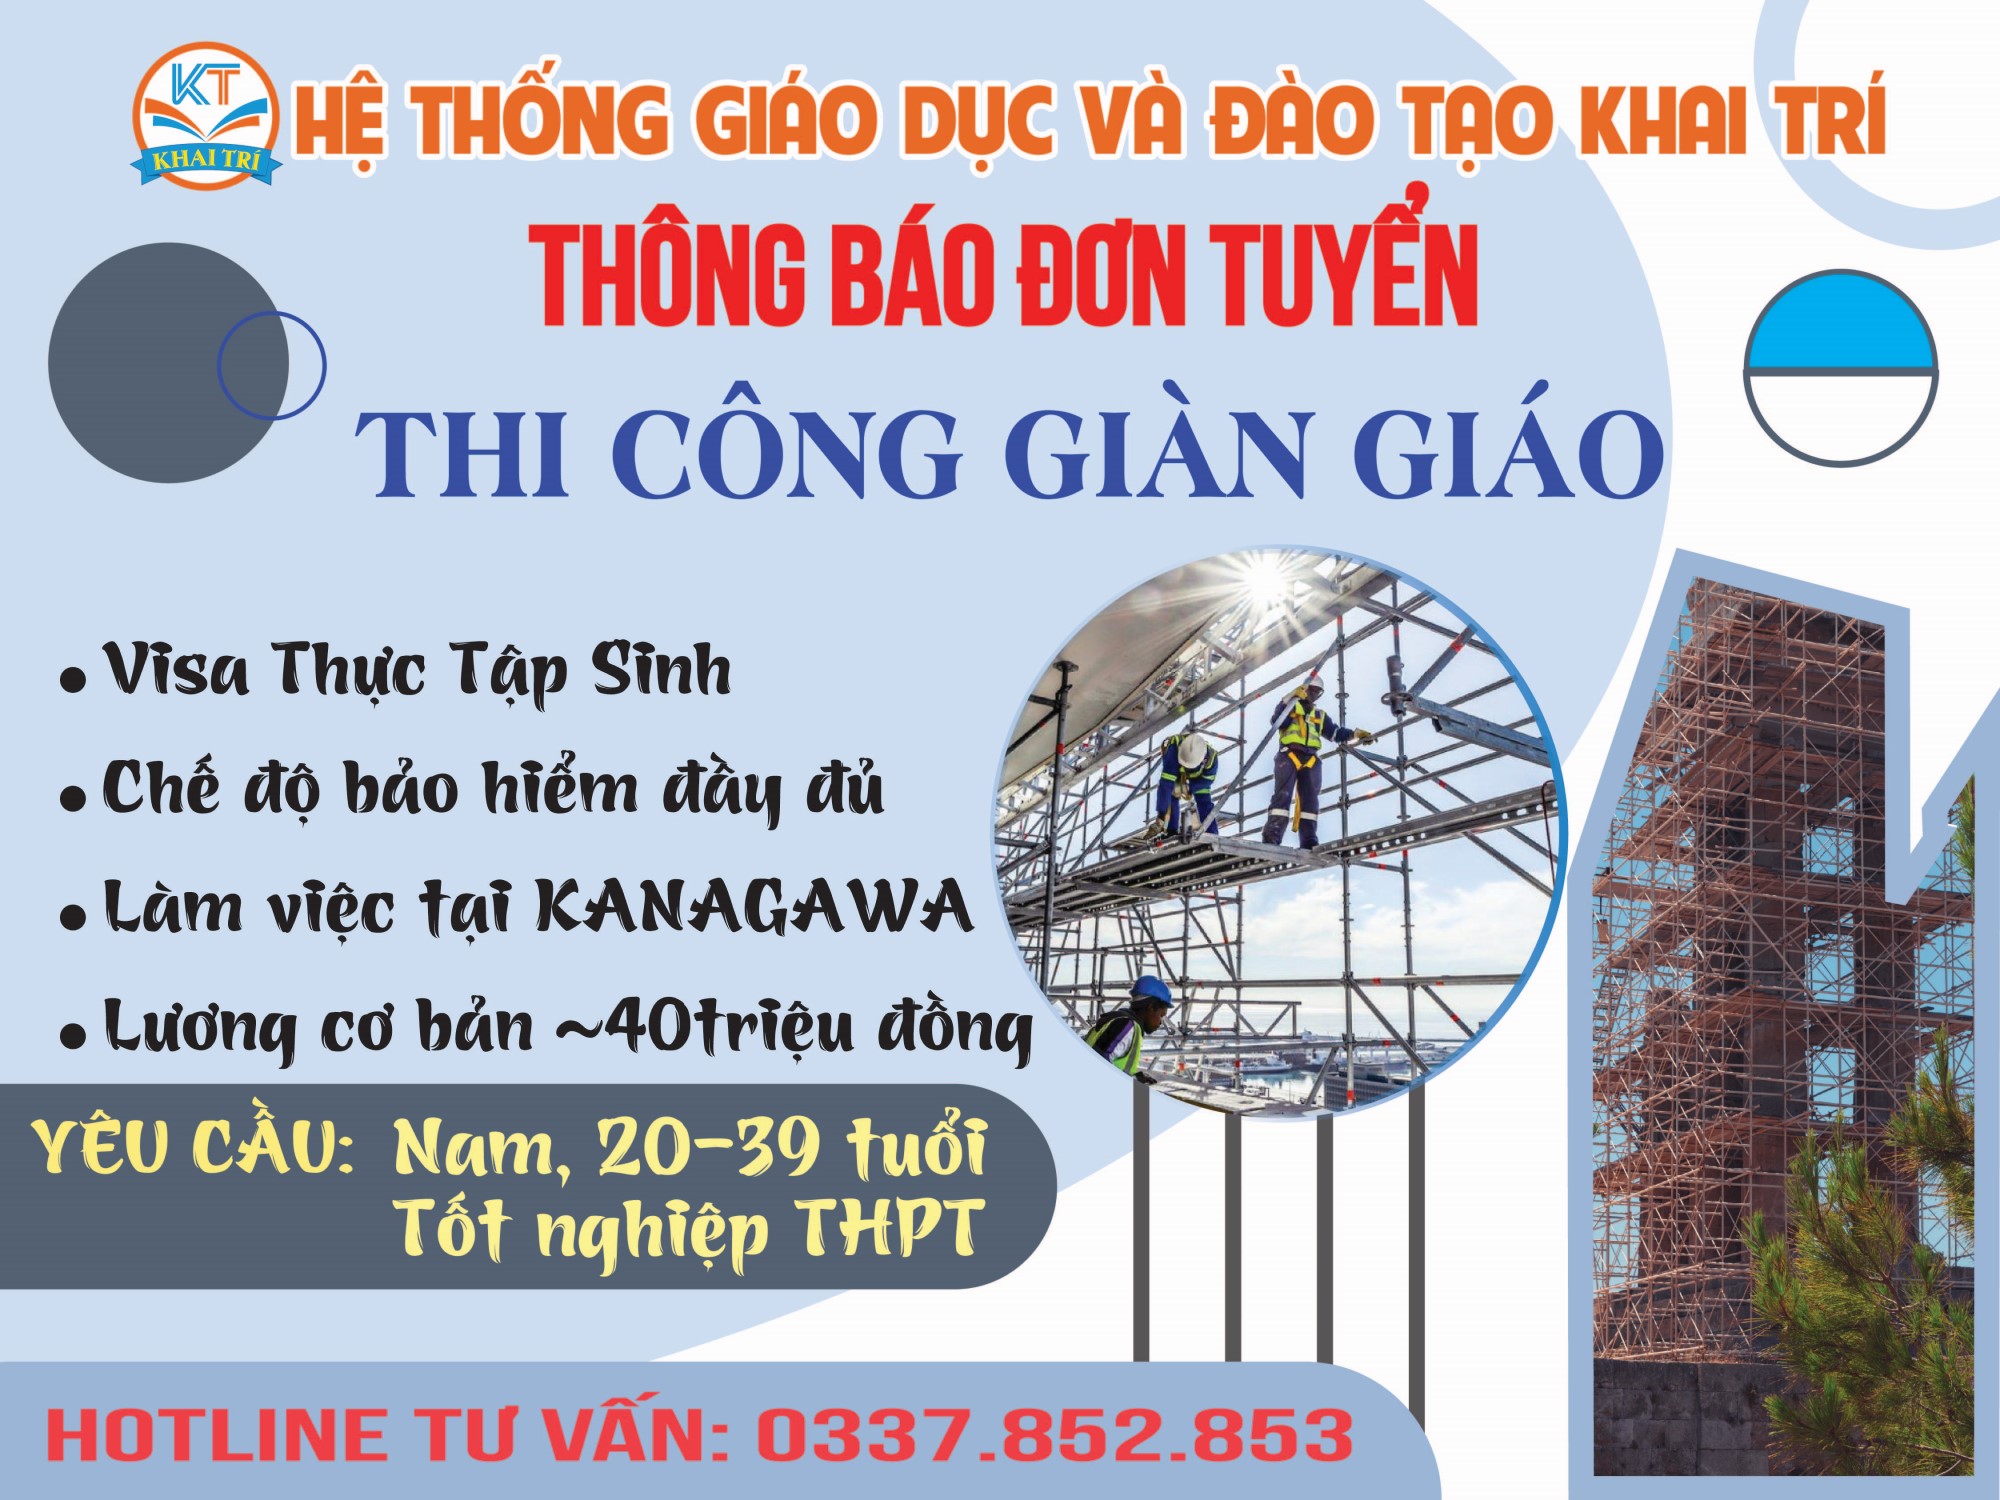 KT
KHAI TRÍ
HỆ THỐNG GIÁO DỤC VÀ ĐÀO TẠO KHAI TRÍ
THÔNG BÁO ĐƠN TUYỂN
THI CÔNG GIÀN GIÁO
• Visa Thực Tập Sinh
• Chế độ bảo hiểm đầy đủ
• Làm việc tại KANAGAWA
• Lương cơ bản ~40triệu đồng
YÊU CẦU: Nam, 20-39 tuổi
Tốt nghiệp THPT
HOTLINE TƯ VẤN: 0337.852.853